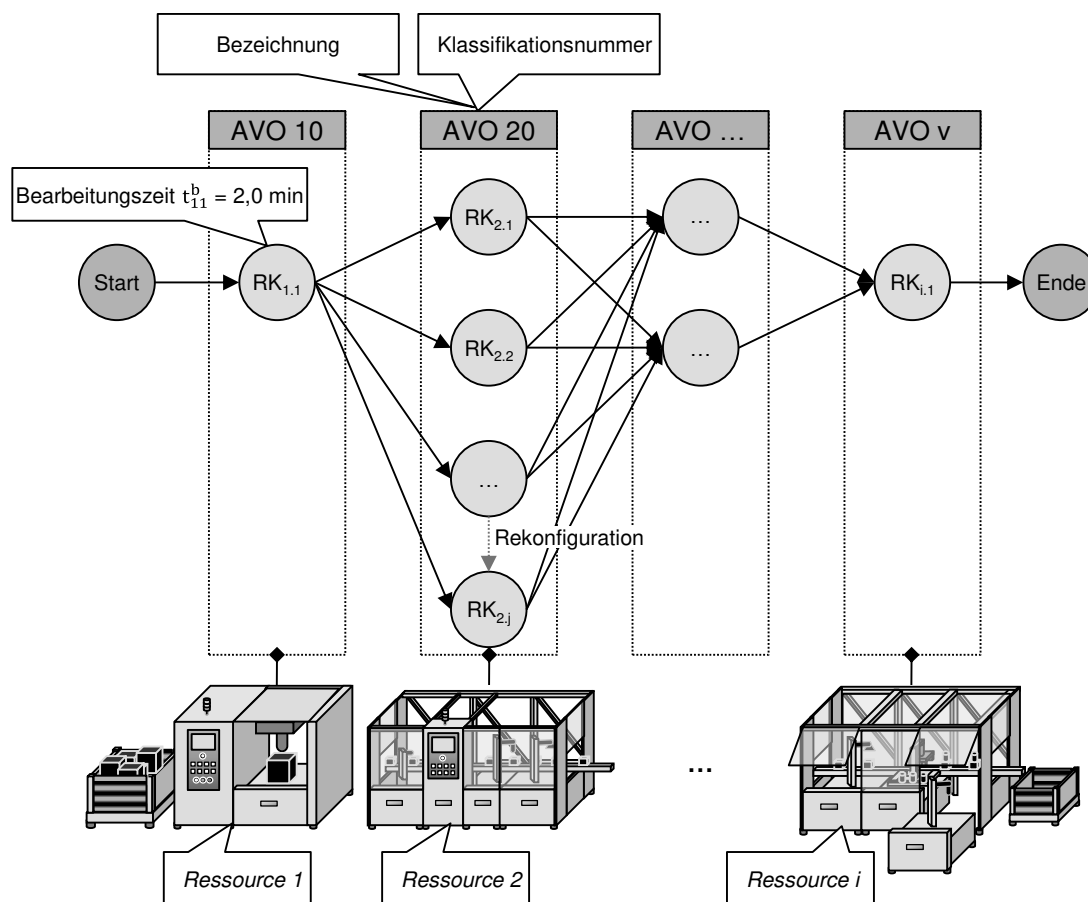 Bezeichnung
Klassifikationsnummer
AVO 10
AVO 20
AVO …
AVO v
Bearbeitungszeit t₁₁ᵇ = 2,0 min
RK₂.₁
…
Start
RK₁.₁
RKᵢ.₁
Ende
RK₂.₂
…
…
Rekonfiguration
RK₂.ⱼ
…
Ressource 1
Ressource 2
Ressource i